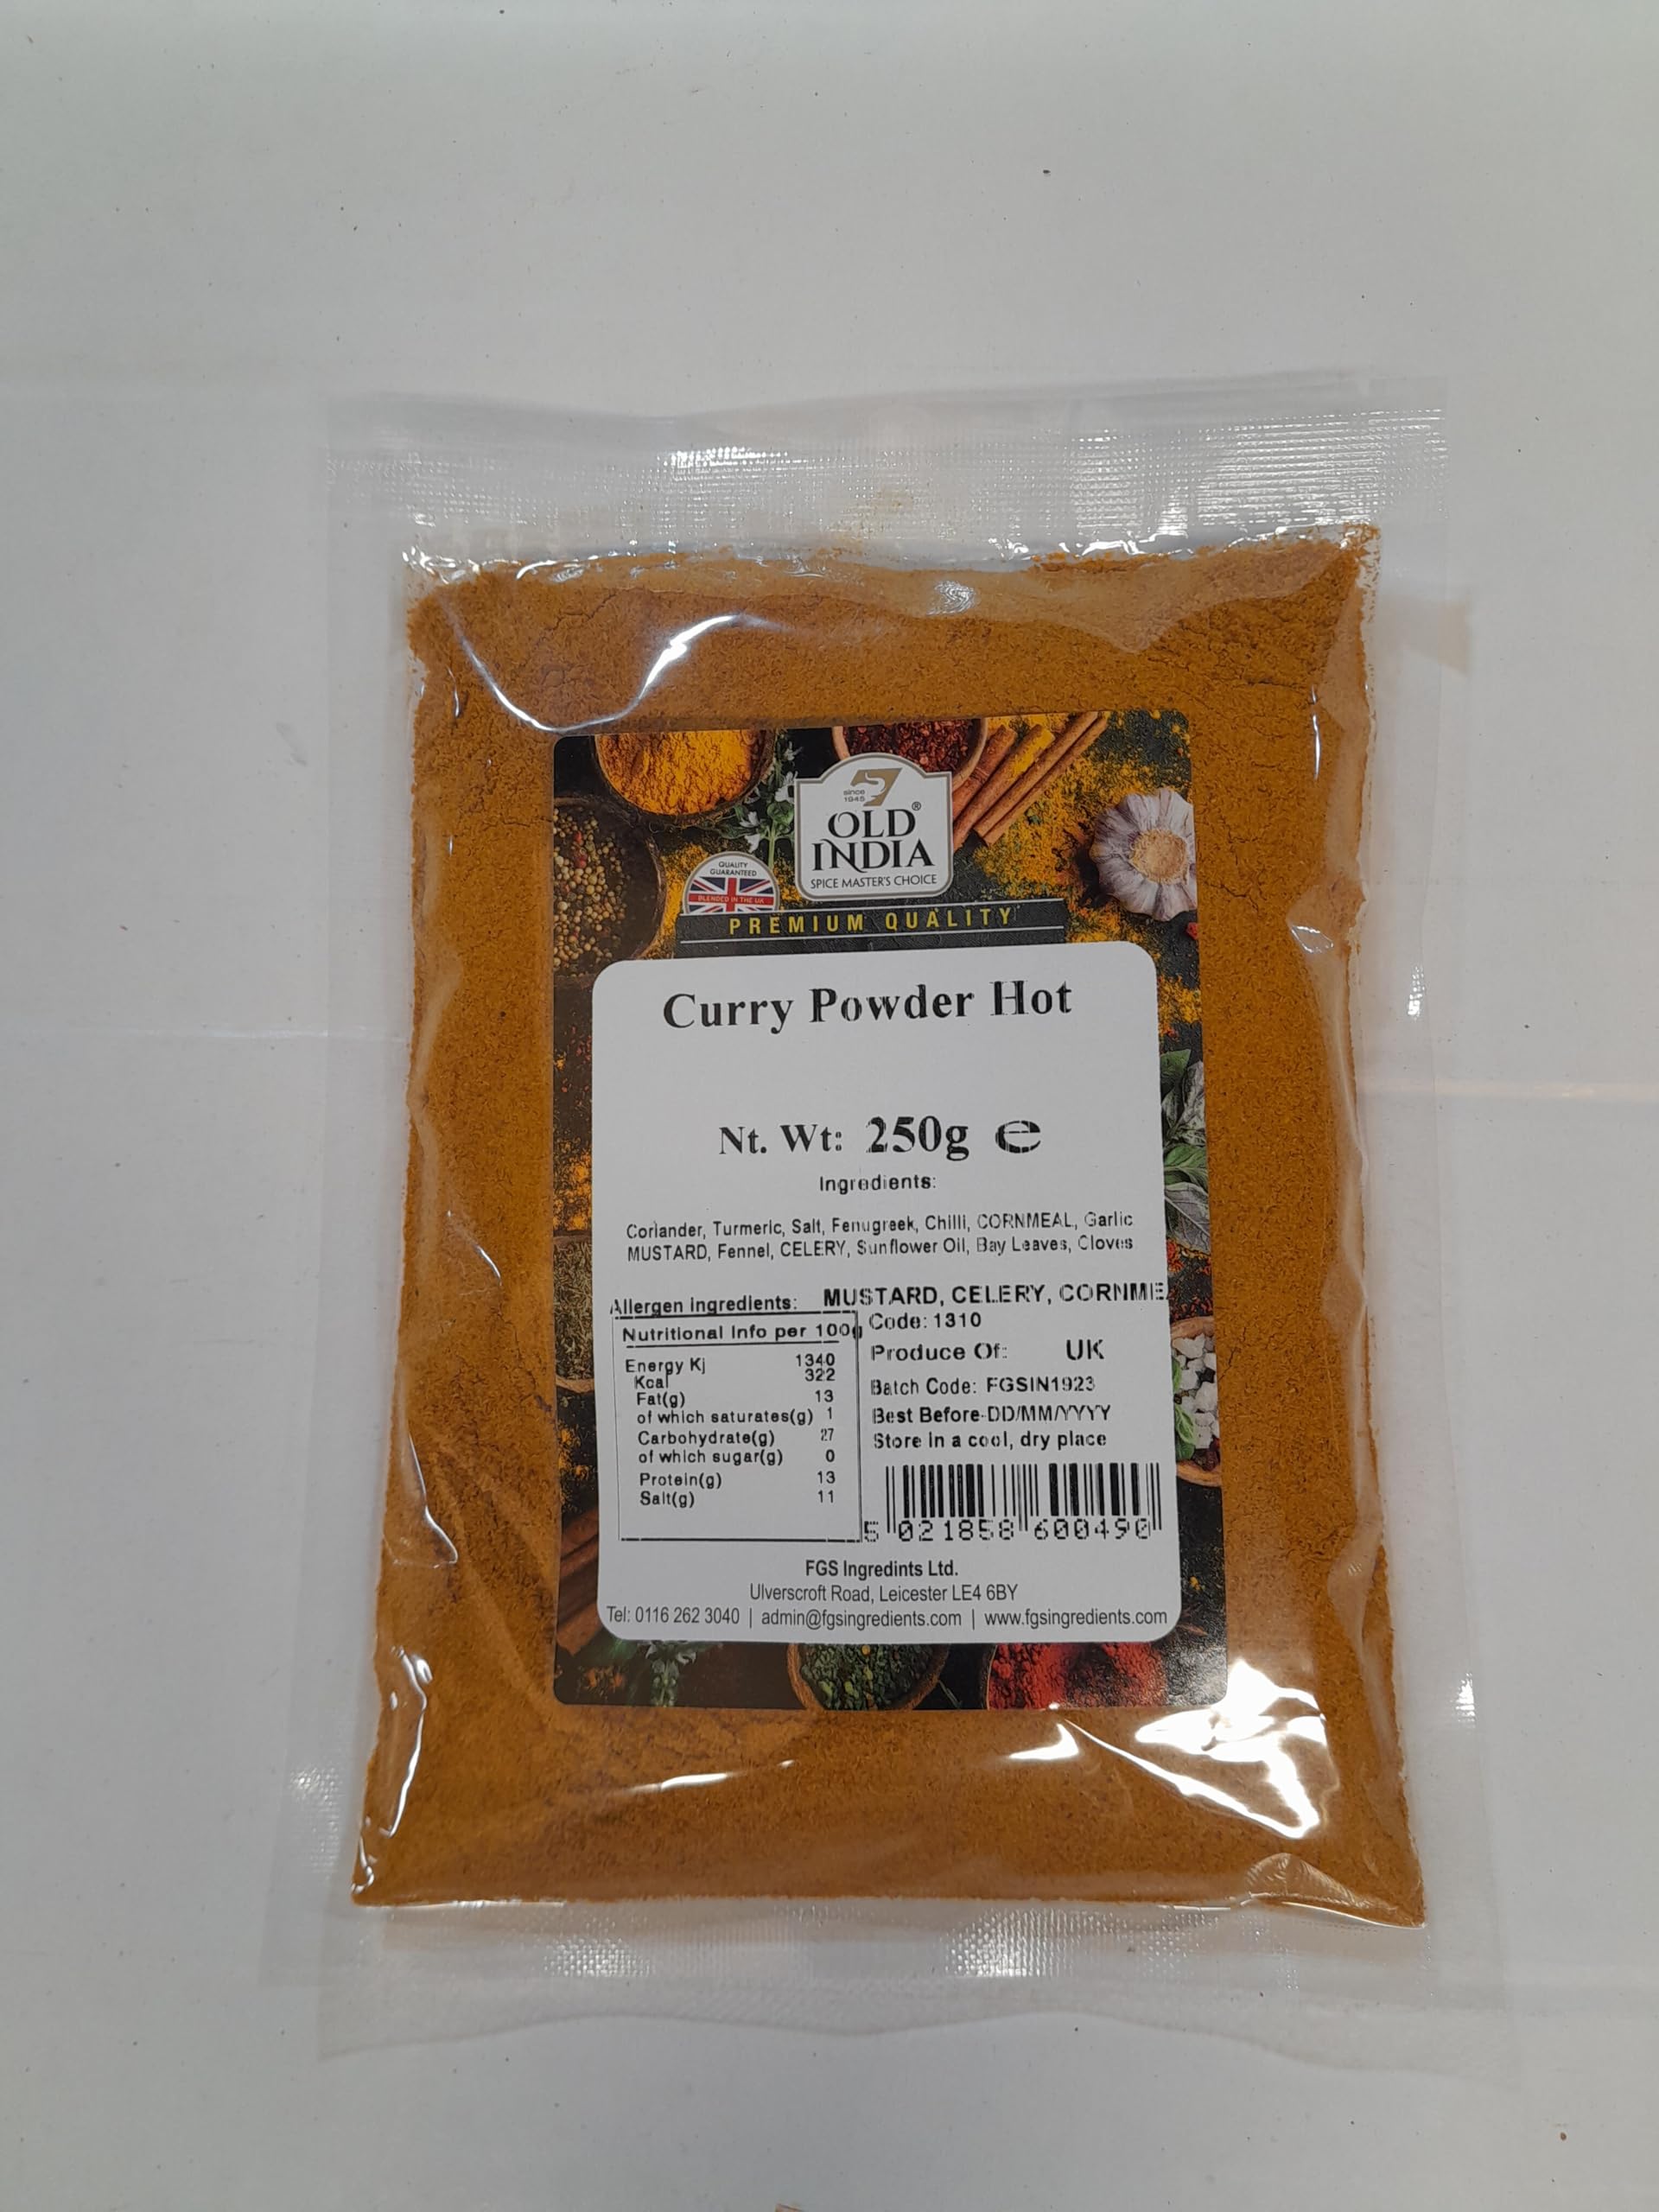 since
1945
OLD®
INDIA
SPICE MASTER'S CHOICE
QUALITY
GUARANTEED
BLENDED IN THE UK
PREMIUM QUALITY
Curry Powder Hot
Nt. Wt: 250g e
Ingredients:
Coriander, Turmeric, Salt, Fenugreek, Chilli, CORNMEAL, Garlic
MUSTARD, Fennel, CELERY, Sunflower Oil, Bay Leaves, Cloves
Allergen ingredients: MUSTARD, CELERY, CORNME
Nutritional Info per 100g
Energy Kj 1340
Kcal 322
Fat(g) 13
of which saturates(g) 1
Carbohydrate(g) 27
of which sugar(g) 0
Protein(g) 13
Salt(g) 11
Code: 1310
Produce Of: UK
Batch Code: FGSIN1923
Best Before-DD/MM/YYYY
Store in a cool, dry place
5 021858 600490
FGS Ingredints Ltd.
Ulverscroft Road, Leicester LE4 6BY
Tel: 0116 262 3040 | admin@fgsingredients.com | www.fgsingredients.com